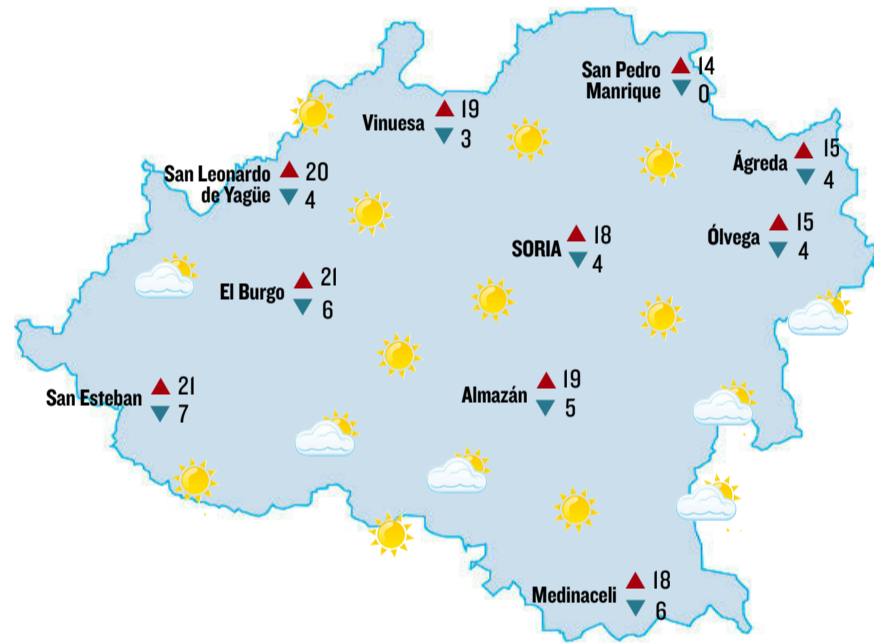 San Pedro
Manrique
14
0
Vinuesa
19
3
Ágreda
15
4
San Leonardo
de Yagüe
20
4
Ólvega
15
4
SORIA
18
4
El Burgo
21
6
San Esteban
21
7
Almazán
19
5
Medinaceli
18
6